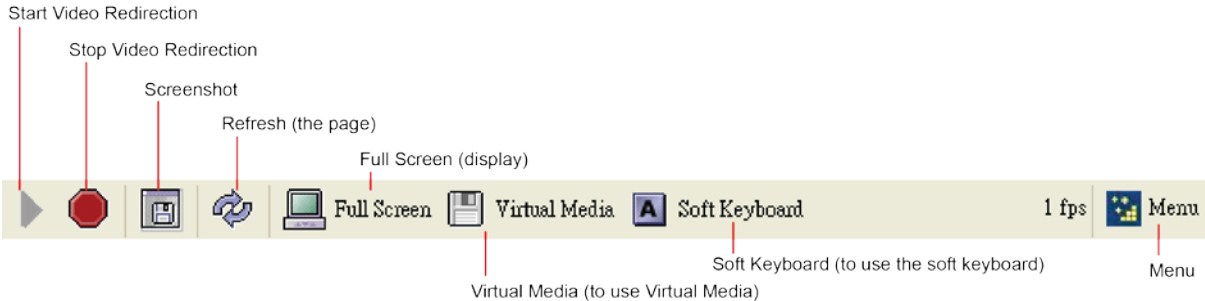 Start Video Redirection
Stop Video Redirection
Screenshot
Refresh (the page)
Full Screen (display)
Full Screen Virtual Media A Soft Keyboard 1 fps Menu
Soft Keyboard (to use the soft keyboard)
Menu
Virtual Media (to use Virtual Media)